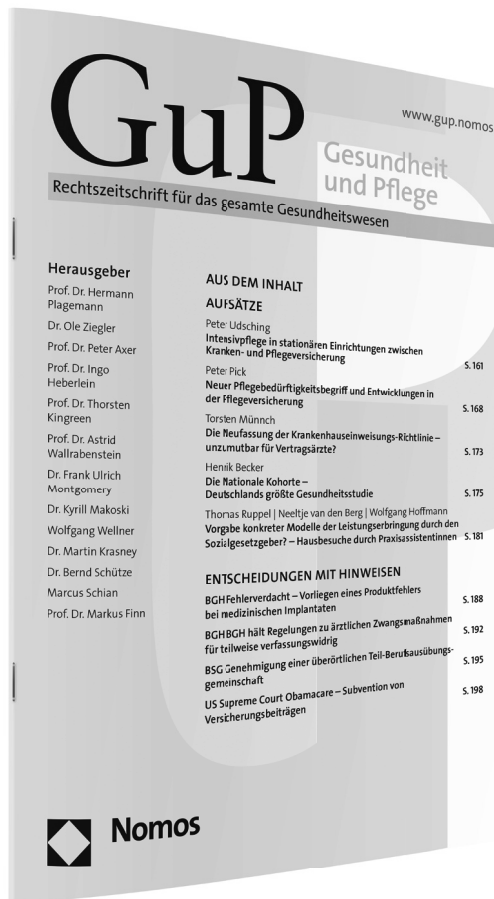 GuP
www.gup.nomos
Gesundheit
und Pflege
Rechtszeitschrift für das gesamte Gesundheitswesen
Herausgeber
Prof. Dr. Hermann
Plagemann
Dr. Ole Ziegler
Prof. Dr. Peter Axer
Prof. Dr. Ingo
Heberlein
Prof. Dr. Thorsten
Kingreen
Prof. Dr. Astrid
Wallrabenstein
Dr. Frank Ulrich
Montgomery
Dr. Kyrill Makoski
Wolfgang Wellner
Dr. Martin Krasney
Dr. Bernd Schütze
Marcus Schian
Prof. Dr. Markus Finn
AUS DEM INHALT
AUFSÄTZE
Peter Udsching
Intensivpflege in stationären Einrichtungen zwischen
Kranken- und Pflegeversicherung S. 161
Peter Pick
Neuer Pflegebedürftigkeitsbegriff und Entwicklungen in
der Pflegeversicherung S. 168
Torsten Münnch
Die Neufassung der Krankenhauseinweisungs-Richtlinie –
unzumutbar für Vertragsärzte? S. 173
Henrik Becker
Die Nationale Kohorte –
Deutschlands größte Gesundheitsstudie S. 175
Thomas Ruppel | Neeltje van den Berg | Wolfgang Hoffmann
Vorgabe konkreter Modelle der Leistungserbringung durch den
Sozialgesetzgeber? – Hausbesuche durch Praxisassistentinnen S. 181
ENTSCHEIDUNGEN MIT HINWEISEN
BGH Fehlerverdacht – Vorliegen eines Produktfehlers
bei medizinischen Implantaten S. 188
BGH BGH hält Regelungen zu ärztlichen Zwangsmaßnahmen
für teilweise verfassungswidrig S. 192
BSG Genehmigung einer überörtlichen Teil-Berufsausübungs-
gemeinschaft S. 195
US Supreme Court Obamacare – Subvention von
Versicherungsbeiträgen S. 198
Nomos